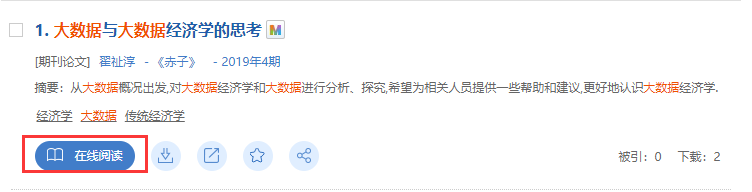 1. 大数据与大数据经济学的思考 M
[期刊论文] 翟祉淳 - 《赤子》 - 2019年4期
摘要：从大数据概况出发,对大数据经济学和大数据进行分析、探究,希望为相关人员提供一些帮助和建议,更好地认识大数据经济学.
经济学 大数据 传统经济学
在线阅读 被引：0 下载：2